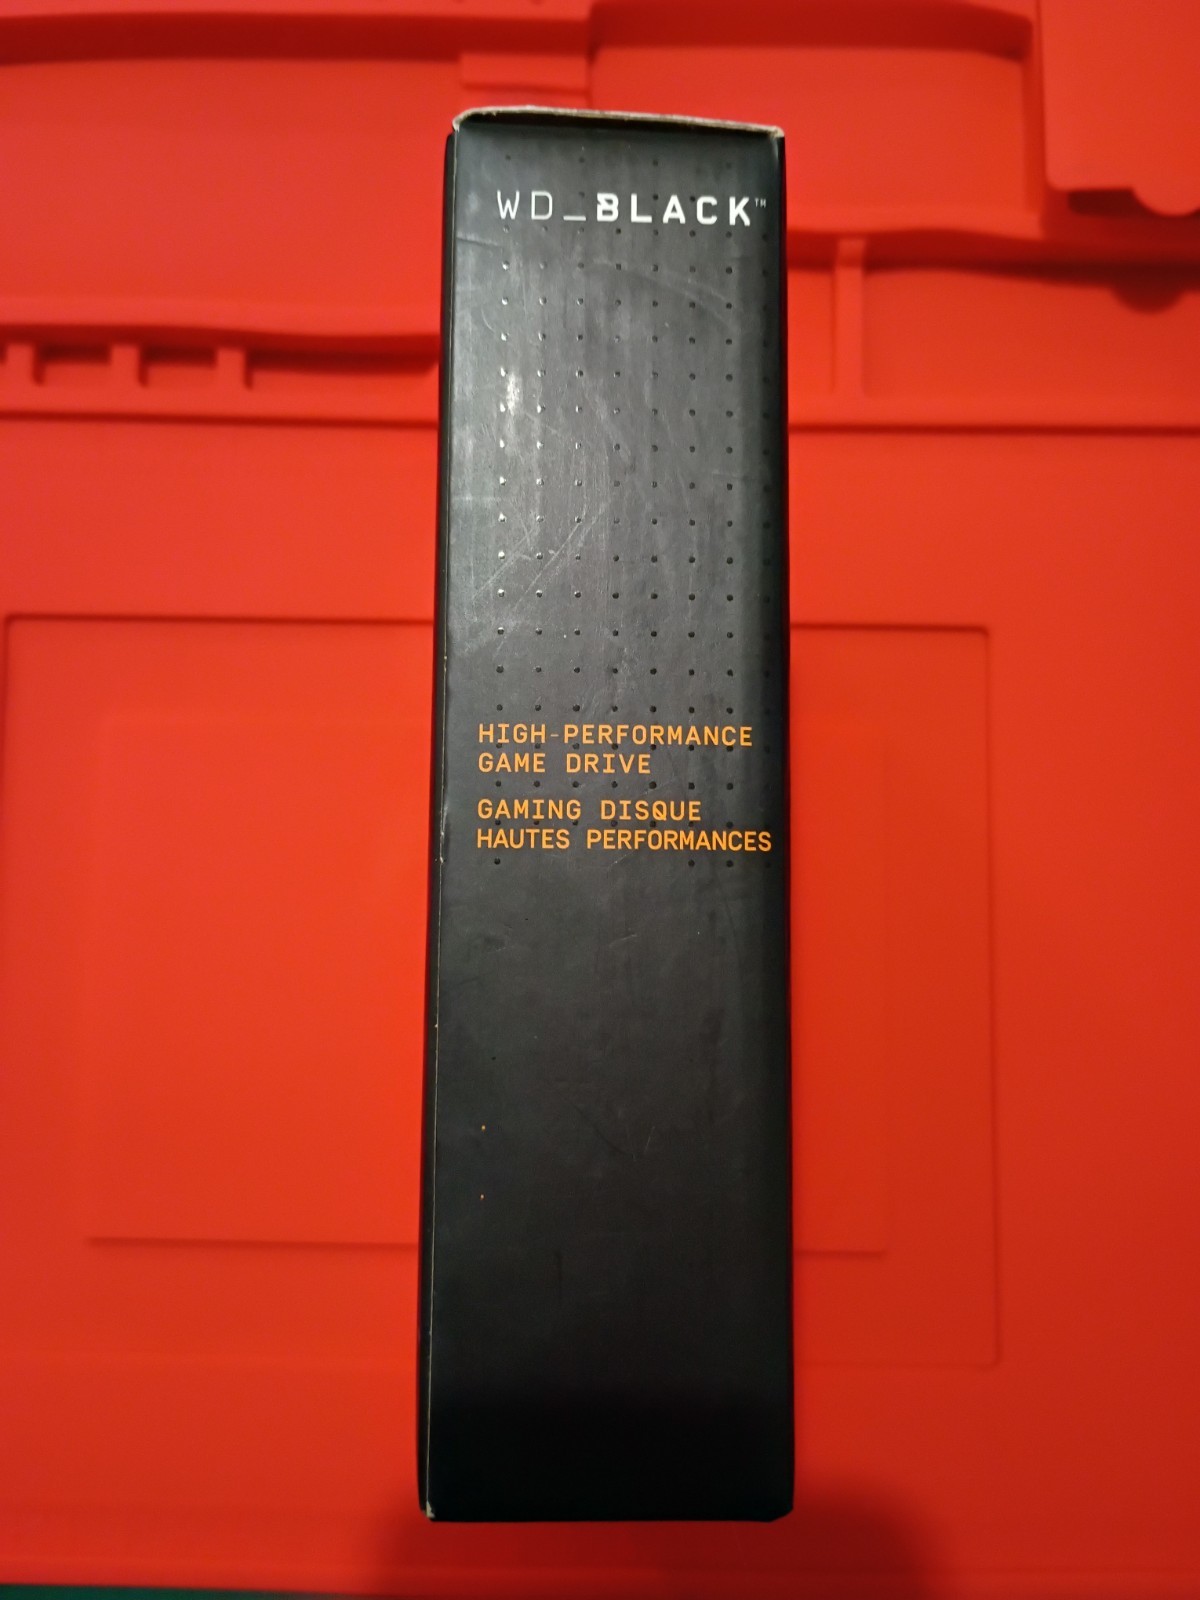 WD_BLACK™
HIGH-PERFORMANCE
GAME DRIVE
GAMING DISQUE
HAUTES PERFORMANCES